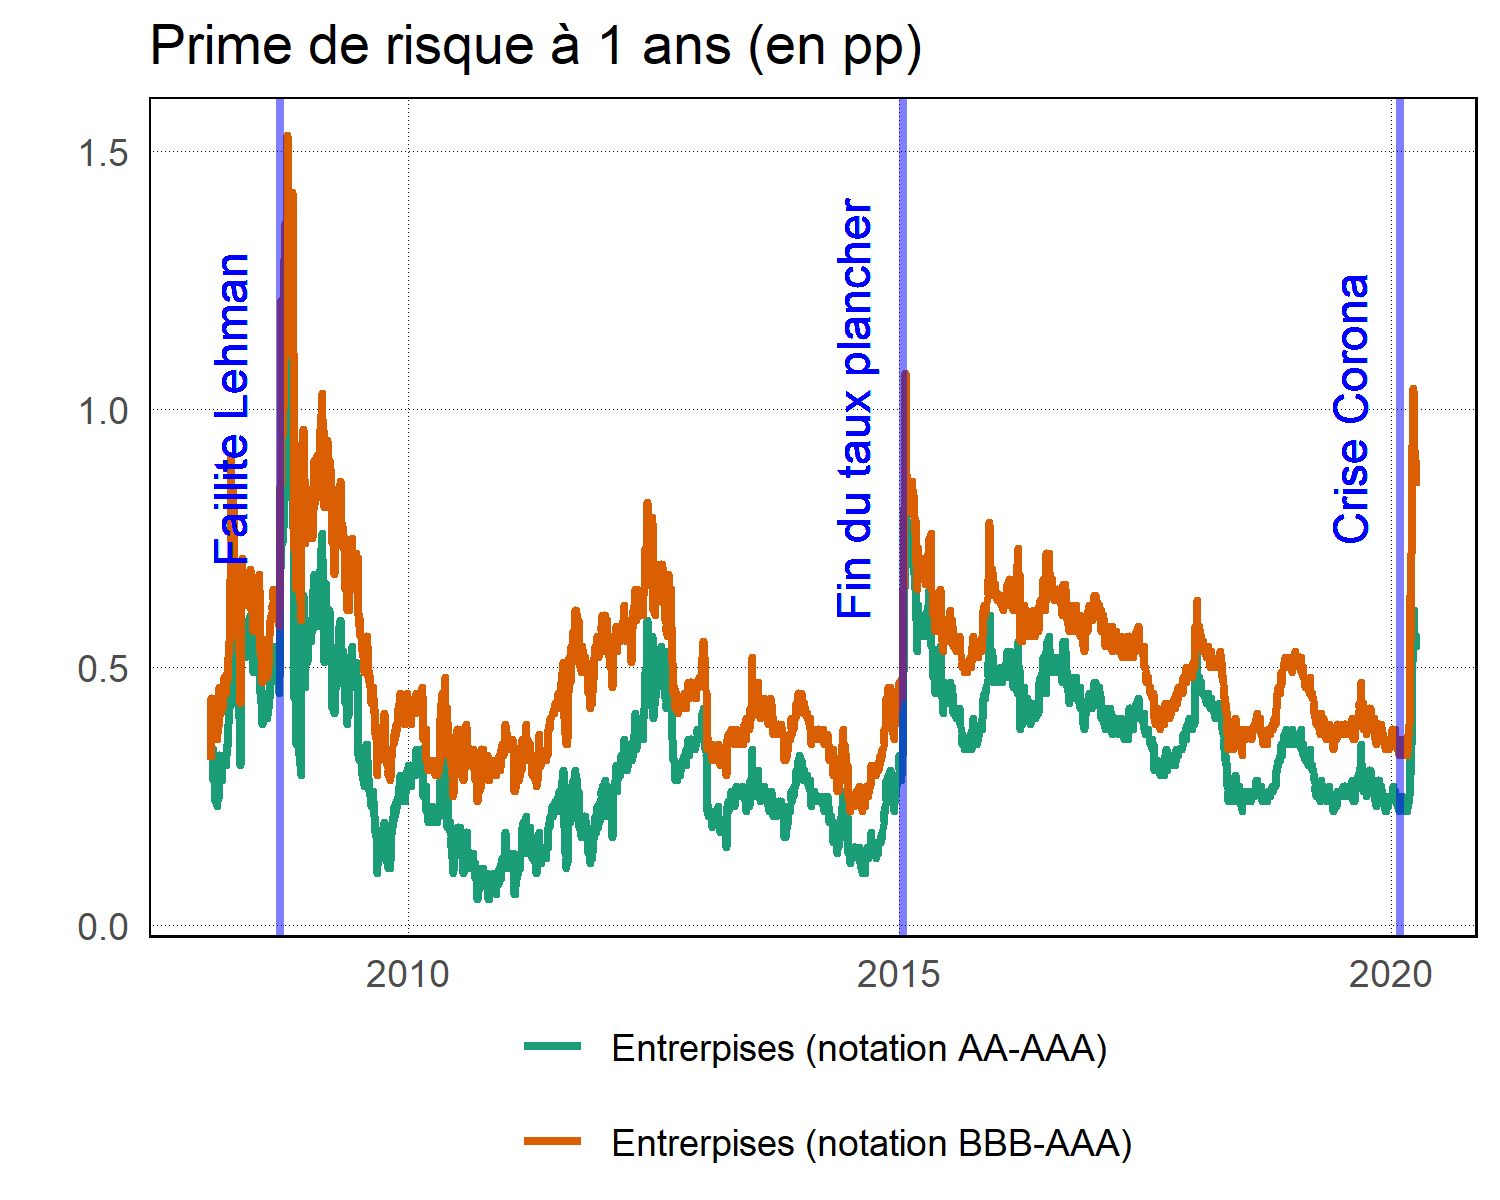 Prime de risque à 1 ans (en pp)
1.5
1.0
0.5
0.0
Faillite Lehman
Fin du taux plancher
Crise Corona
2010
2015
2020
Entrerpises (notation AA-AAA)
Entrerpises (notation BBB-AAA)